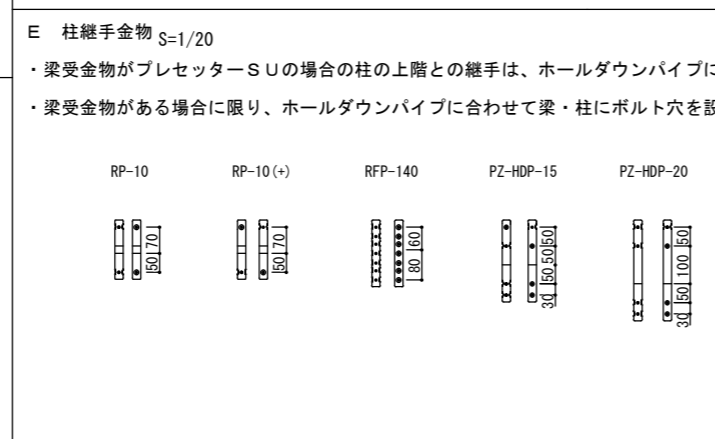 E 柱継手金物 S=1/20
・梁受金物がプレセッターSUの場合の柱の上階との継手は、ホールダウンパイプに
・梁受金物がある場合に限り、ホールダウンパイプに合わせて梁・柱にボルト穴を設
RP-10 RP-10(+) RFP-140 PZ-HDP-15 PZ-HDP-20
50 70 50 70 80 60 30 50 50 50 30 50 100 50